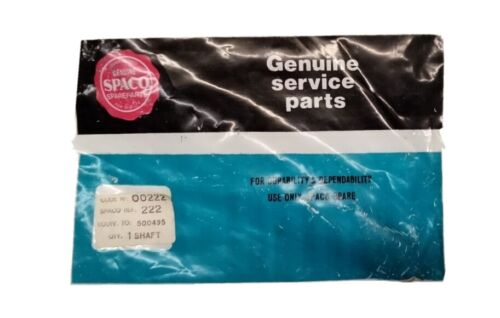 GENUINE
SPACO
SPAREPARTS
Genuine
service
parts
FOR DURABILITY & DEPENDABILITY
USE ONLY SPACO SPARE
CODE Nº. 00222
SPACO REF. 222
EQUIV. TO: 500495
QTY. 1 SHAFT